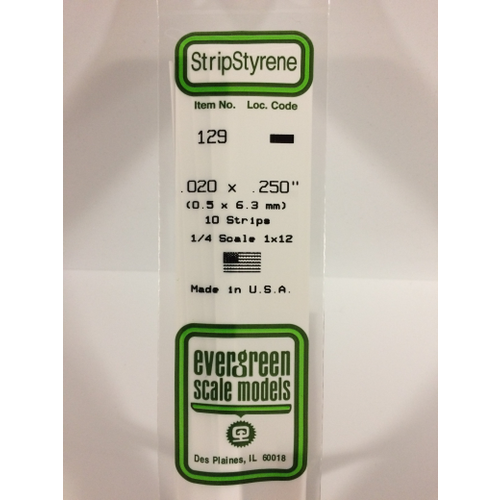 StripStyrene
Item No. Loc. Code
129
.020 x .250"
(0.5 x 6.3 mm)
10 Strips
1/4 Scale 1x12
Made in U.S.A.
evergreen
scale models
Des Plaines, IL 60018